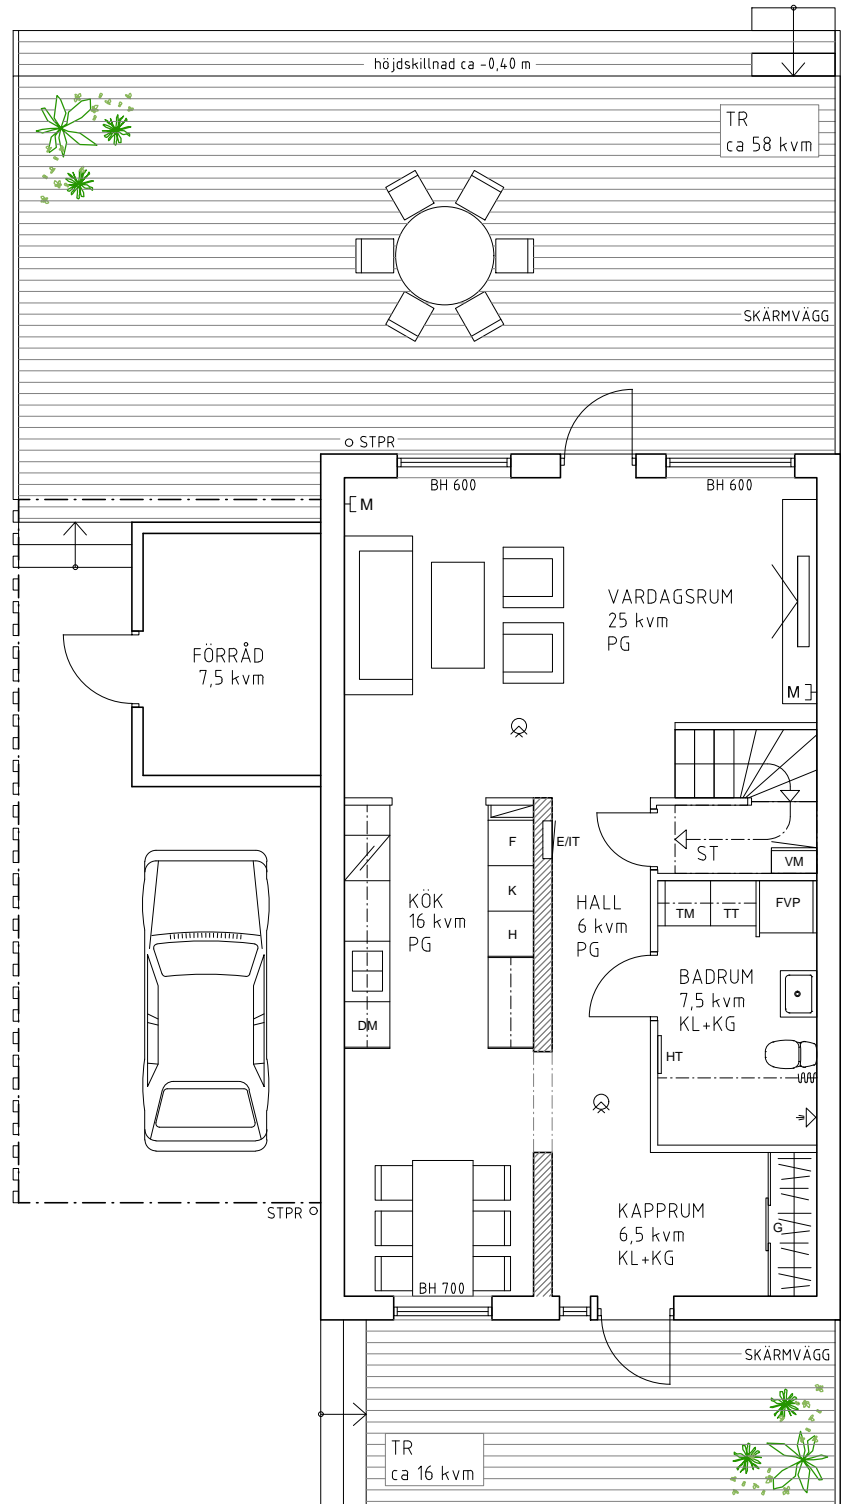 höjdskillnad ca -0,40 m
TR
ca 58 kvm
SKÄRMVÄGG
STPR
BH 600
BH 600
M
VARDAGSRUM
25 kvm
PG
FÖRRÅD
7,5 kvm
M
F
E/IT
ST
VM
K
KÖK
16 kvm
PG
HALL
6 kvm
PG
TM
TT
FVP
H
BADRUM
7,5 kvm
KL+KG
DM
HT
STPR
KAPPRUM
6,5 kvm
KL+KG
G
BH 700
SKÄRMVÄGG
TR
ca 16 kvm